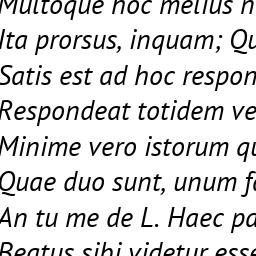 Multoque hoc melius n
Ita prorsus, inquam; Qu
Satis est ad hoc respon
Respondeat totidem ve
Minime vero istorum qu
Quae duo sunt, unum fa
An tu me de L. Haec pa
Beatus sibi videtur esse